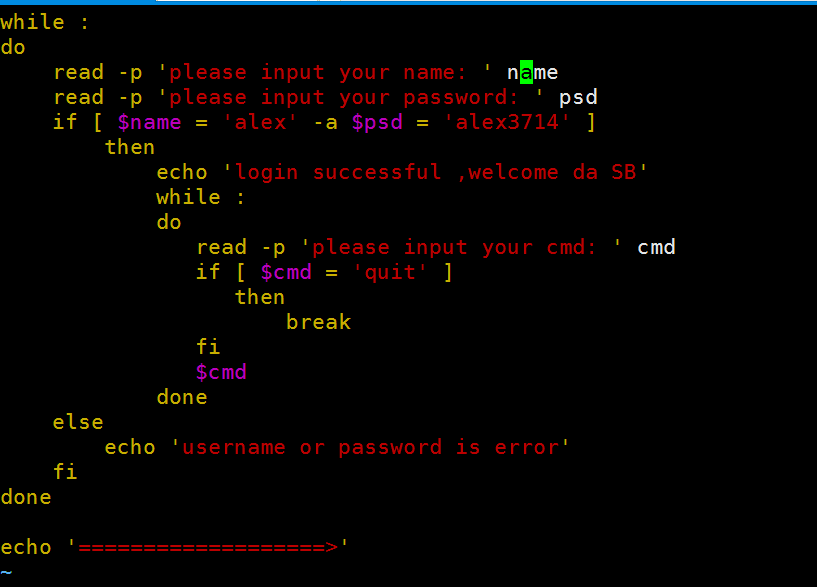 while :
do
    read -p 'please input your name: ' name
    read -p 'please input your password: ' psd
    if [ $name = 'alex' -a $psd = 'alex3714' ]
        then
            echo 'login successful ,welcome da SB'
            while :
            do
               read -p 'please input your cmd: ' cmd
               if [ $cmd = 'quit' ]
                  then
                      break
               fi
               $cmd
            done
    else
        echo 'username or password is error'
    fi
done

echo '===================>'
~